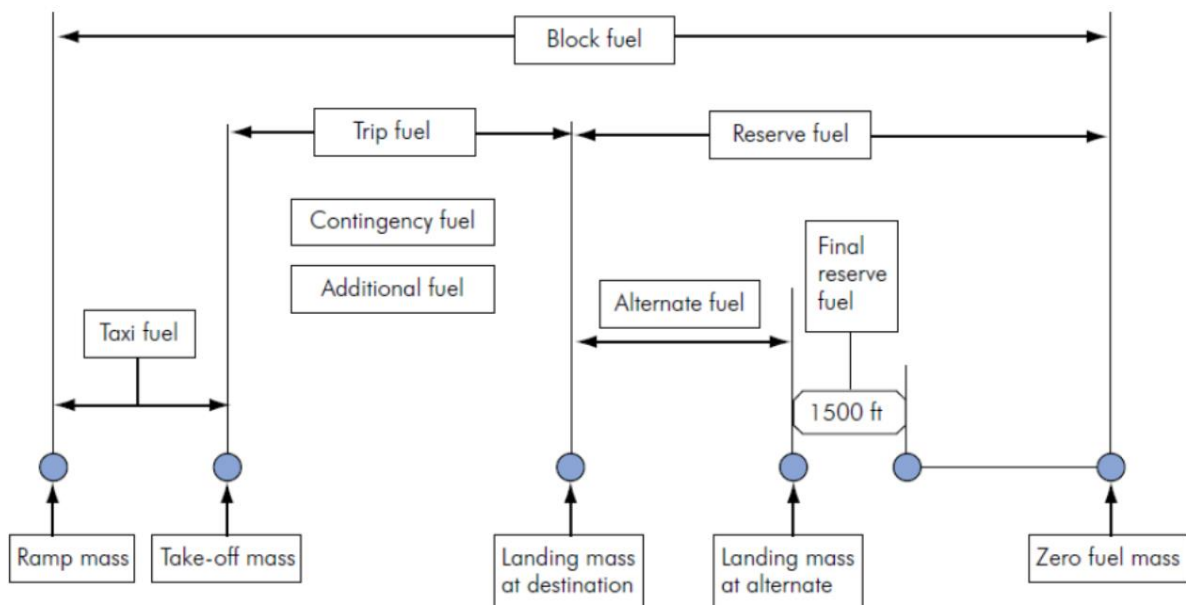 Block fuel
Trip fuel
Reserve fuel
Contingency fuel
Final
reserve
fuel
Additional fuel
Alternate fuel
Taxi fuel
1500 ft
Ramp mass
Take-off mass
Landing mass
at destination
Landing mass
at alternate
Zero fuel mass